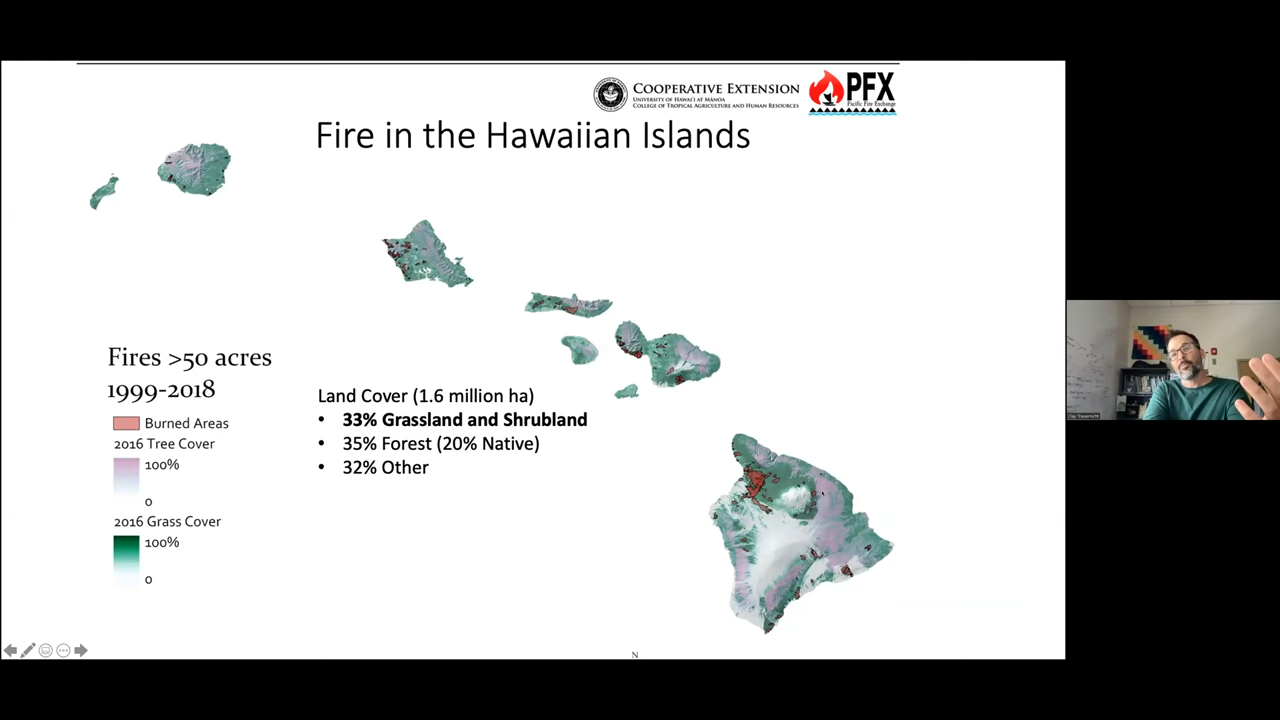 COOPERATIVE EXTENSION
UNIVERSITY OF HAWAI'I AT MĀNOA
COLLEGE OF TROPICAL AGRICULTURE AND HUMAN RESOURCES
PFX
Pacific Fire Exchange
Fire in the Hawaiian Islands
Fires >50 acres
1999-2018
Burned Areas
2016 Tree Cover
100%
0
2016 Grass Cover
100%
0
Land Cover (1.6 million ha)
• 33% Grassland and Shrubland
• 35% Forest (20% Native)
• 32% Other
N
Clay Trauernicht